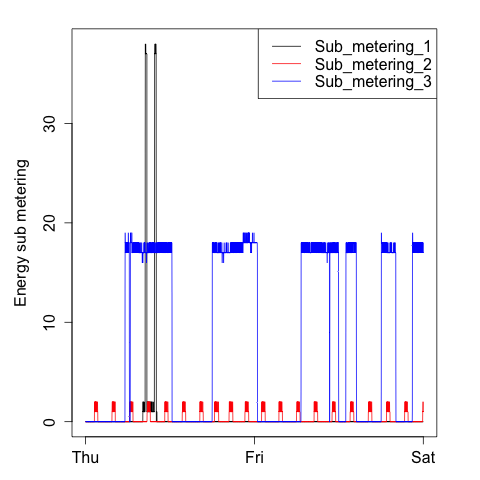 Sub_metering_1
Sub_metering_2
Sub_metering_3
Energy sub metering
30
20
10
0
Thu Fri Sat